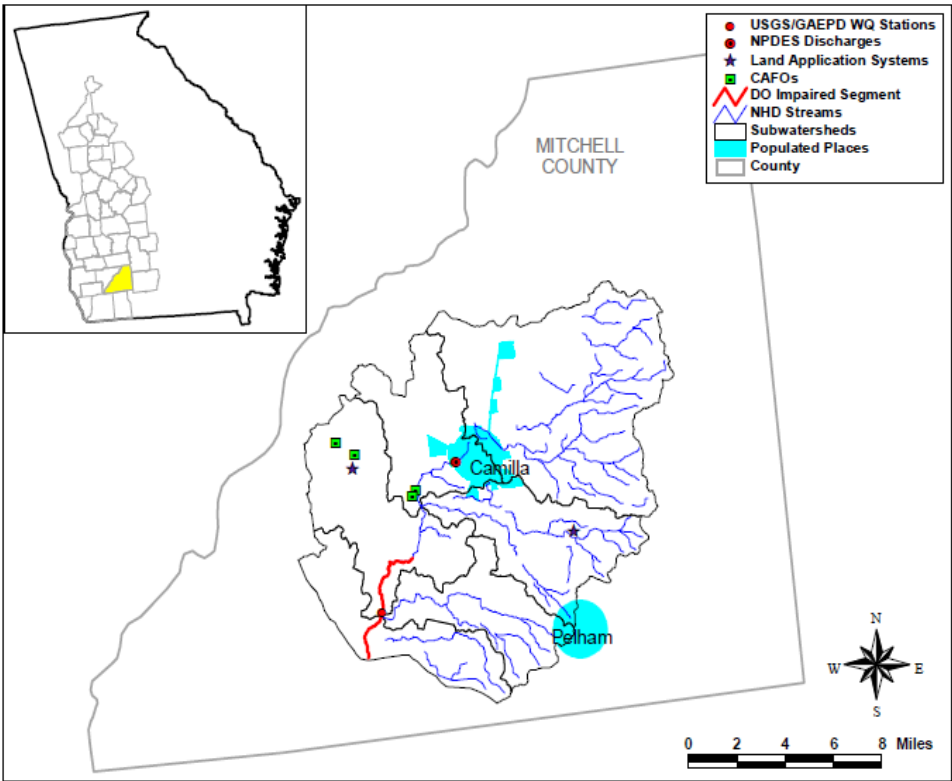 USGS/GAEPD WQ Stations
NPDES Discharges
Land Application Systems
CAFOs
DO Impaired Segment
NHD Streams
Subwatersheds
Populated Places
County
MITCHELL
COUNTY
Camilla
Pelham
N
W
E
S
0 2 4 6 8 Miles